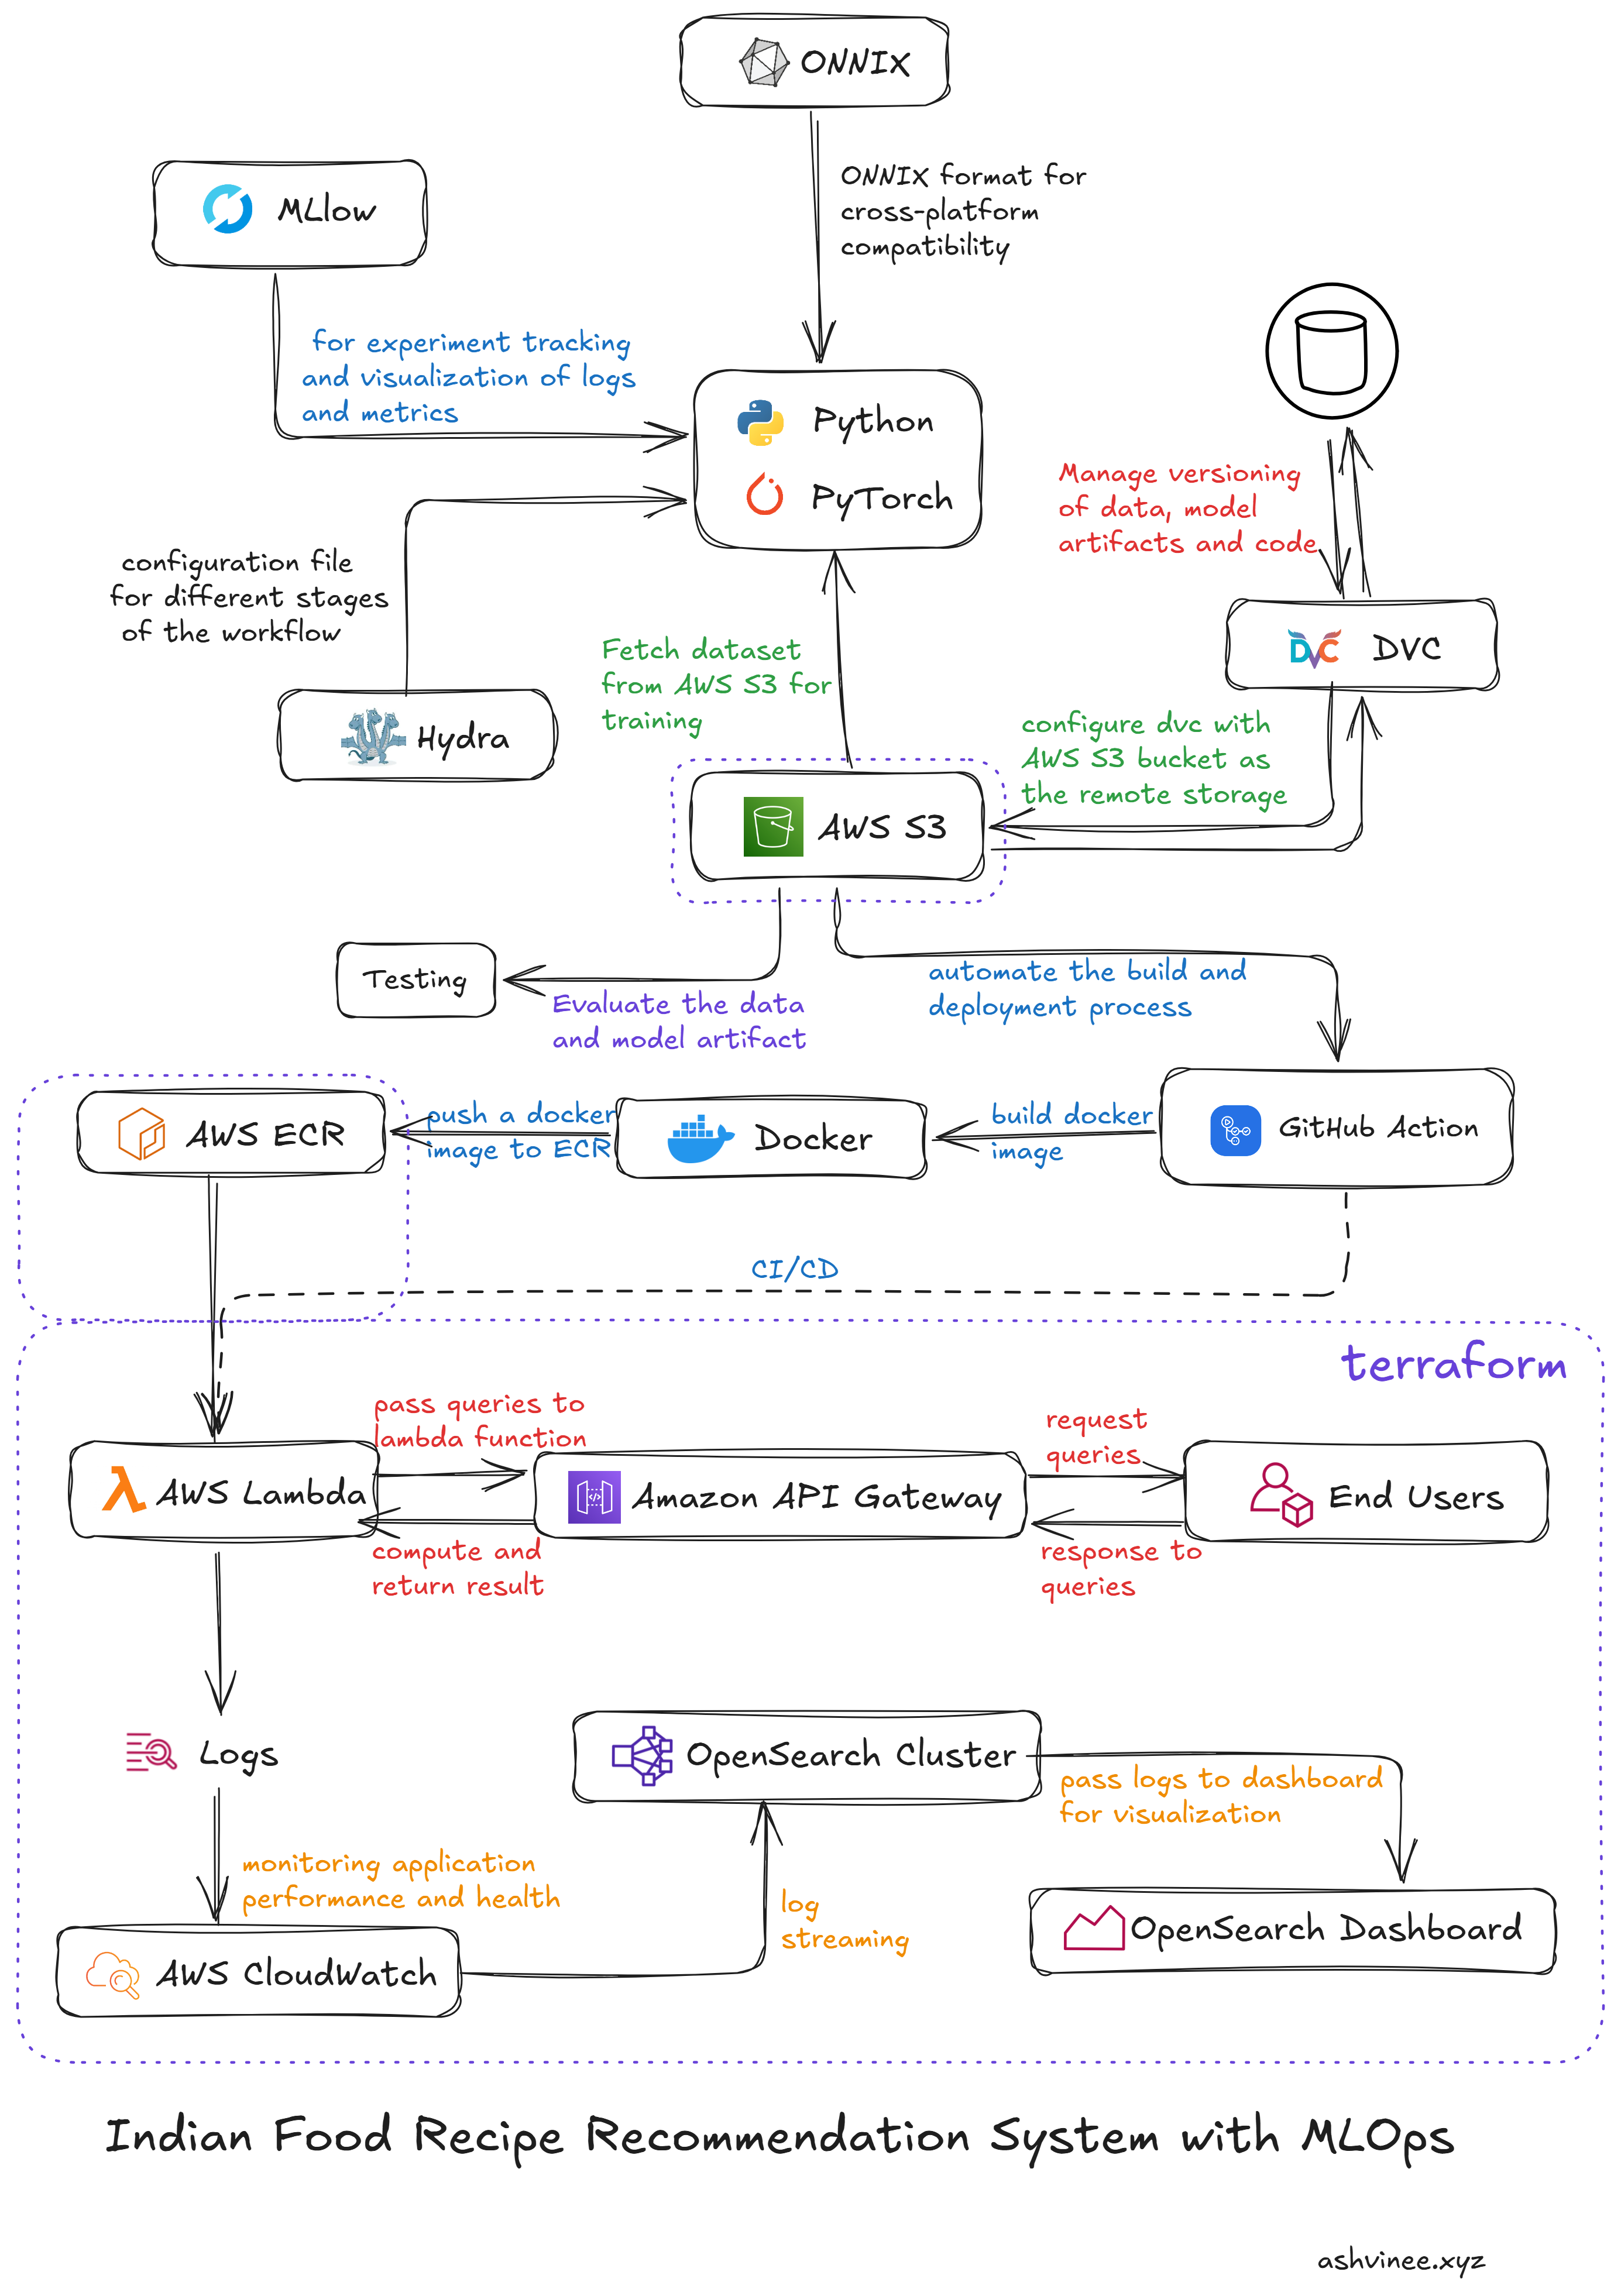 ONNIX
ONNIX format for
cross-platform
compatibility
MLlow
for experiment tracking
and visualization of logs
and metrics
Python
PyTorch
Manage versioning
of data, model
artifacts and code
configuration file
for different stages
of the workflow
DVC
DVC
Hydra
Fetch dataset
from AWS S3 for
training
configure dvc with
AWS S3 bucket as
the remote storage
AWS S3
Testing
Evaluate the data
and model artifact
automate the build and
deployment process
AWS ECR
push a docker
image to ECR
Docker
build docker
image
GitHub Action
CI/CD
terraform
pass queries to
lambda function
request
queries
AWS Lambda
Amazon API Gateway
End Users
compute and
return result
response to
queries
Logs
OpenSearch Cluster
pass logs to dashboard
for visualization
monitoring application
performance and health
log
streaming
OpenSearch Dashboard
AWS CloudWatch
Indian Food Recipe Recommendation System with MLOps
ashvinee.xyz